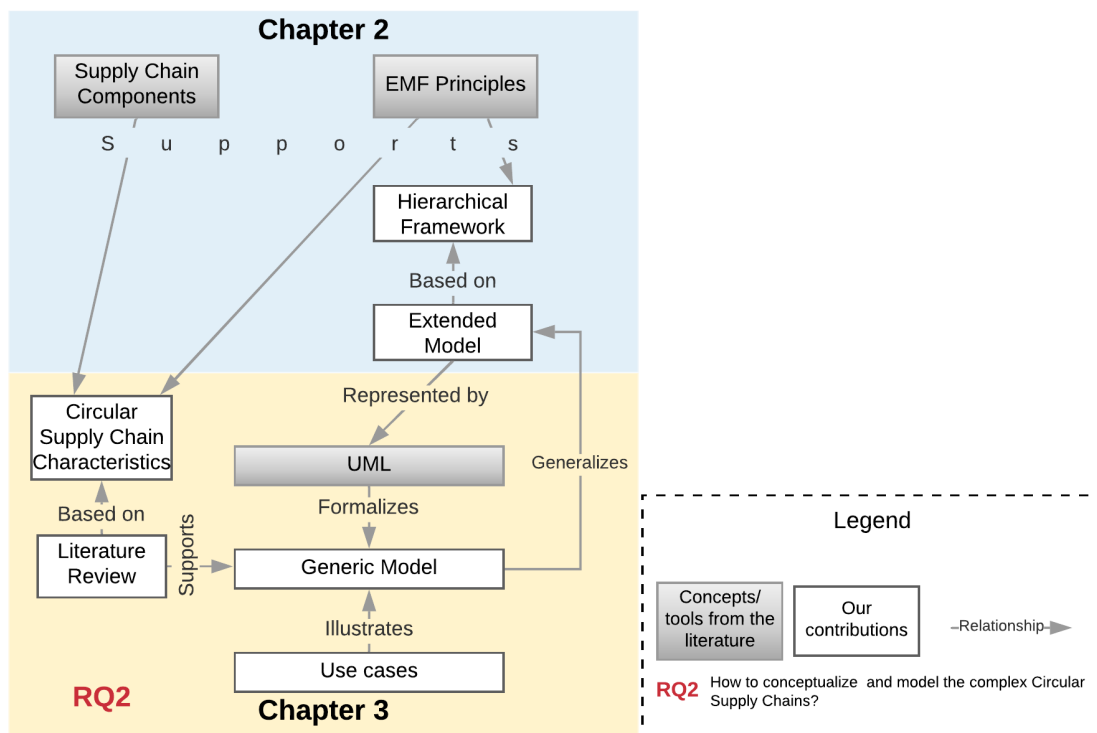 Chapter 2
Supply Chain
Components
EMF Principles
S u p p o r t s
Hierarchical
Framework
Based on
Extended
Model
Represented by
Circular
Supply Chain
Characteristics
UML
Generalizes
Based on
Formalizes
Literature
Review
Supports
Generic Model
Illustrates
Use cases
RQ2
Chapter 3
Legend
Concepts/
tools from the
literature
Our
contributions
Relationship
RQ2
How to conceptualize and model the complex Circular
Supply Chains?